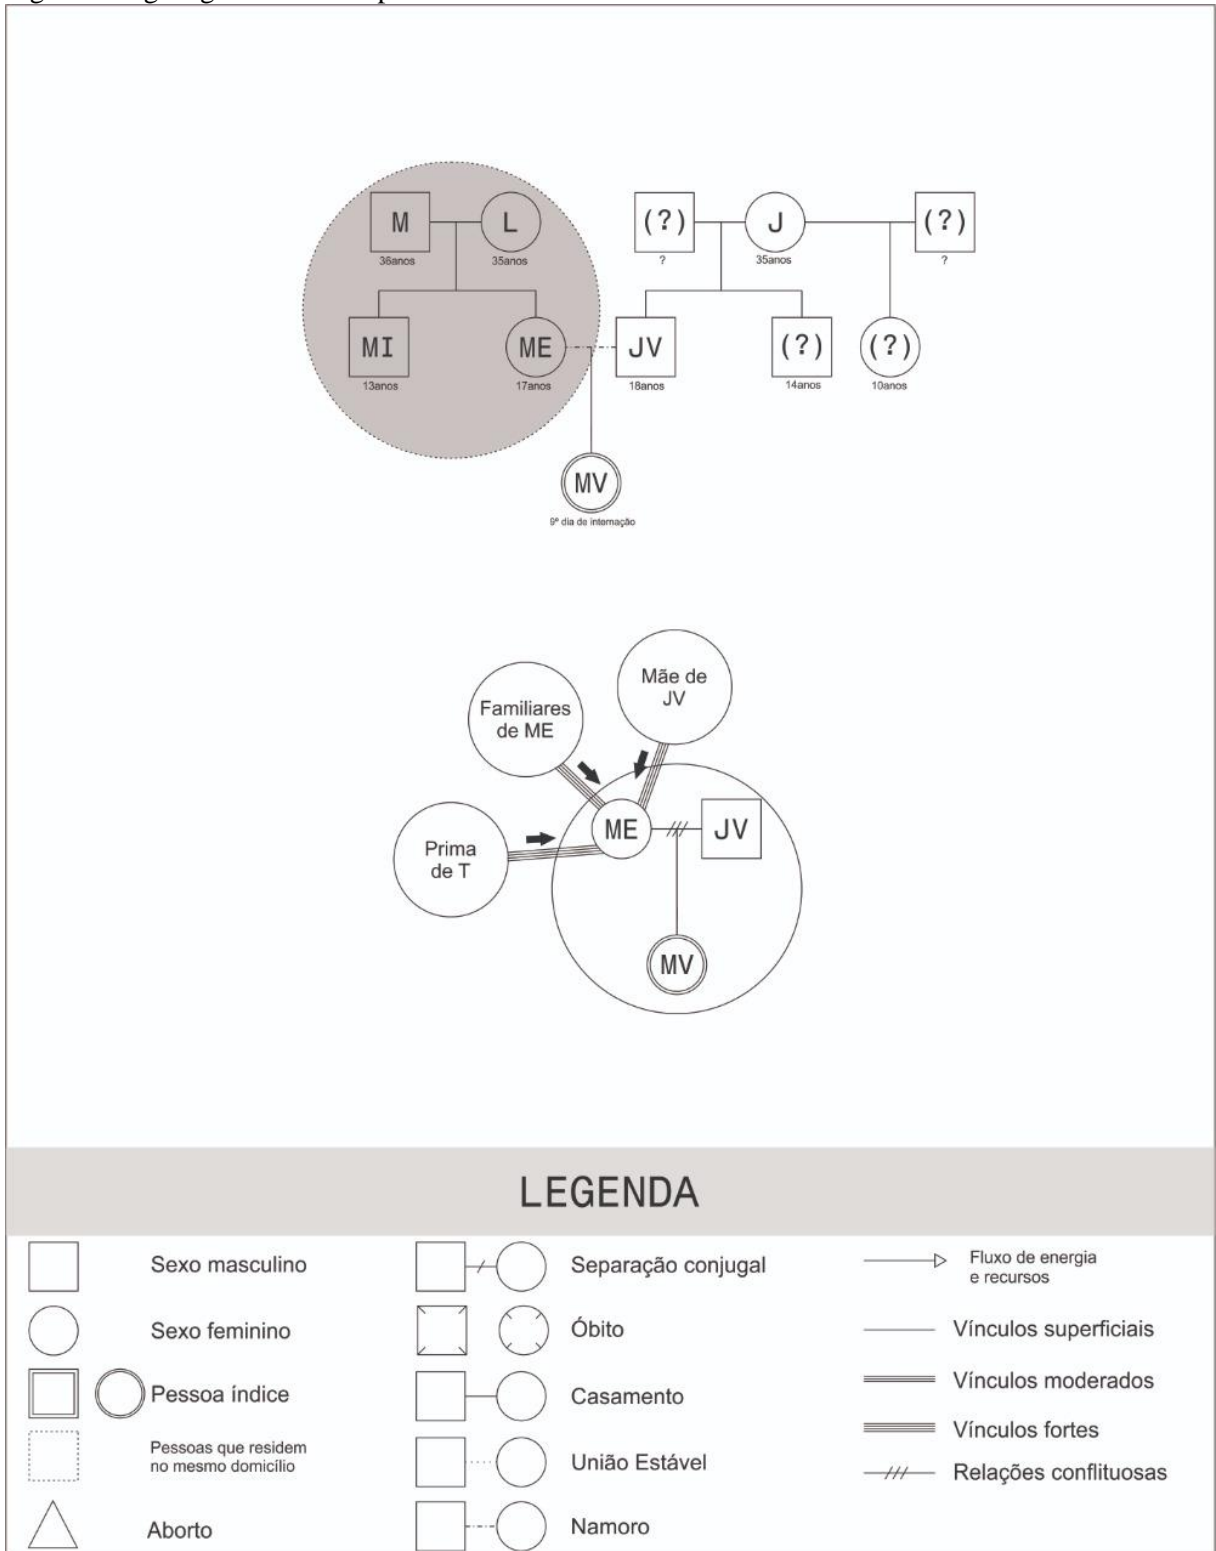 M
L
(?)
J
(?)
36anos
35anos
?
35anos
?
MI
ME
JV
(?)
(?)
13anos
17anos
18anos
14anos
10anos
MV
9º dia de internação
Mãe de
JV
Familiares
de ME
ME
JV
Prima
de T
MV
LEGENDA
Sexo masculino
Sexo feminino
Pessoa índice
Pessoas que residem
no mesmo domicílio
Aborto
Separação conjugal
Óbito
Casamento
União Estável
Namoro
Fluxo de energia
e recursos
Vínculos superficiais
Vínculos moderados
Vínculos fortes
Relações conflituosas